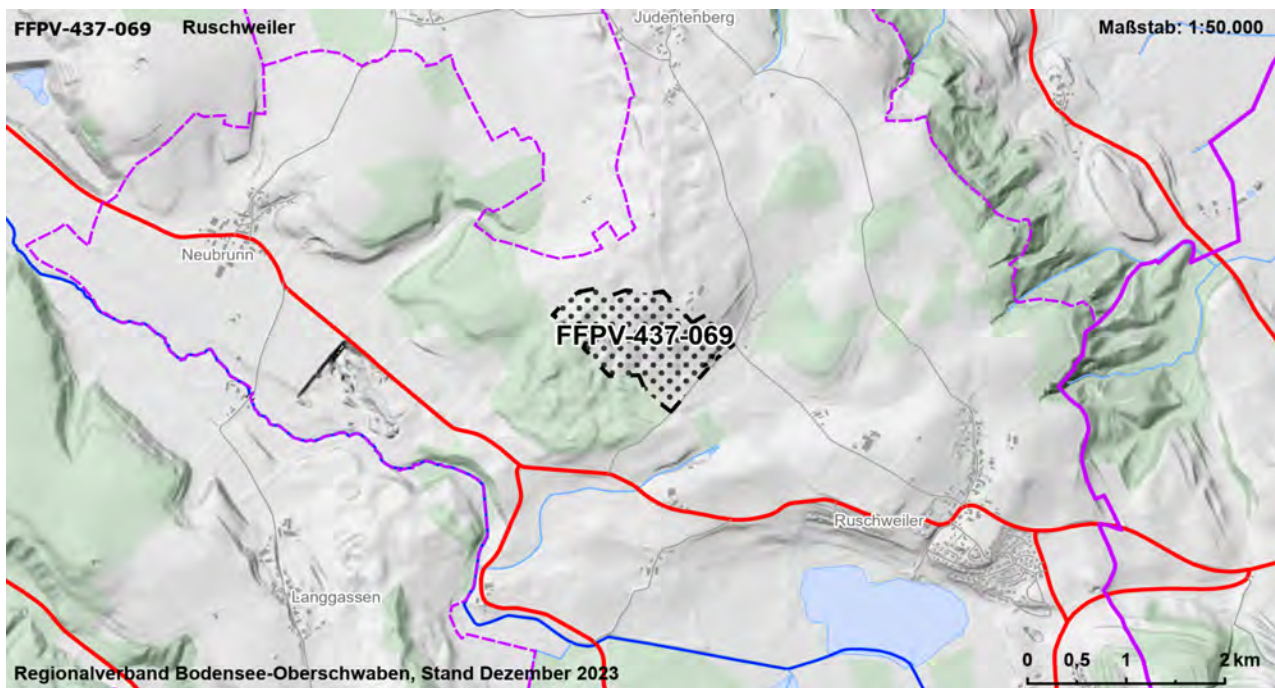 FFPV-437-069 Ruschweiler Maßstab: 1:50.000
Judentenberg
Neubrunn
FFPV-437-069
Ruschweiler
Langgassen
Regionalverband Bodensee-Oberschwaben, Stand Dezember 2023
0 0,5 1 2 km